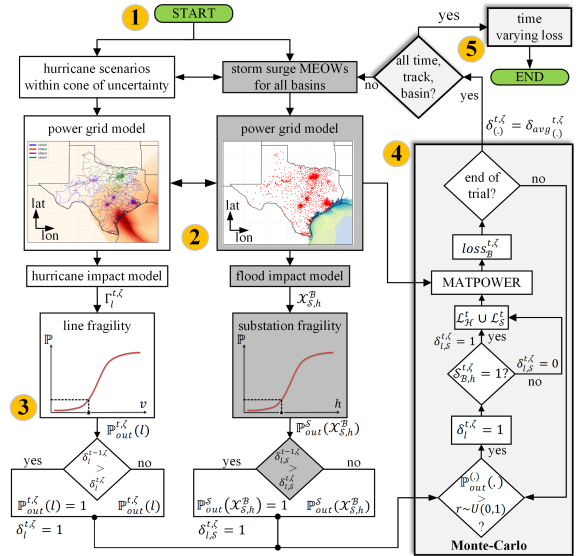 1
START
hurricane scenarios
within cone of uncertainty
storm surge MEOWs
for all basins
no
all time,
track,
basin?
yes
yes
5
time
varying loss
END
δ_(.)^{t,ζ} = δ_{avg(.)}^{t,ζ}
power grid model
lat
lon
power grid model
lat
lon
2
hurricane impact model
Γ_l^{t,ζ}
flood impact model
𝒳_{𝒮,h}^ℬ
3
line fragility
ℙ
v
ℙ_out^{t,ζ}(l)
substation fragility
ℙ
h
ℙ_out^𝒮(𝒳_{𝒮,h}^ℬ)
yes
δ_l^{t-1,ζ}
>
δ_l^{t,ζ}
no
ℙ_out^{t,ζ}(l) = 1
ℙ_out^{t,ζ}(l)
δ_l^{t,ζ} = 1
yes
δ_{l,𝒮}^{t-1,ζ}
>
δ_{l,𝒮}^{t,ζ}
no
ℙ_out^𝒮(𝒳_{𝒮,h}^ℬ) = 1
ℙ_out^𝒮(𝒳_{𝒮,h}^ℬ)
δ_{l,𝒮}^{t,ζ} = 1
4
end of
trial?
no
loss_ℬ^{t,ζ}
MATPOWER
ℒ_ℋ^t ∪ ℒ_𝒮^t
δ_{l,𝒮}^{t,ζ} = 1
yes
δ_{l,𝒮}^{t,ζ} = 0
𝒮_{ℬ,h}^{t,ζ} = 1?
no
δ_l^{t,ζ} = 1
yes
ℙ_out^{(.)}(.)
>
r~U(0,1)
?
Monte-Carlo